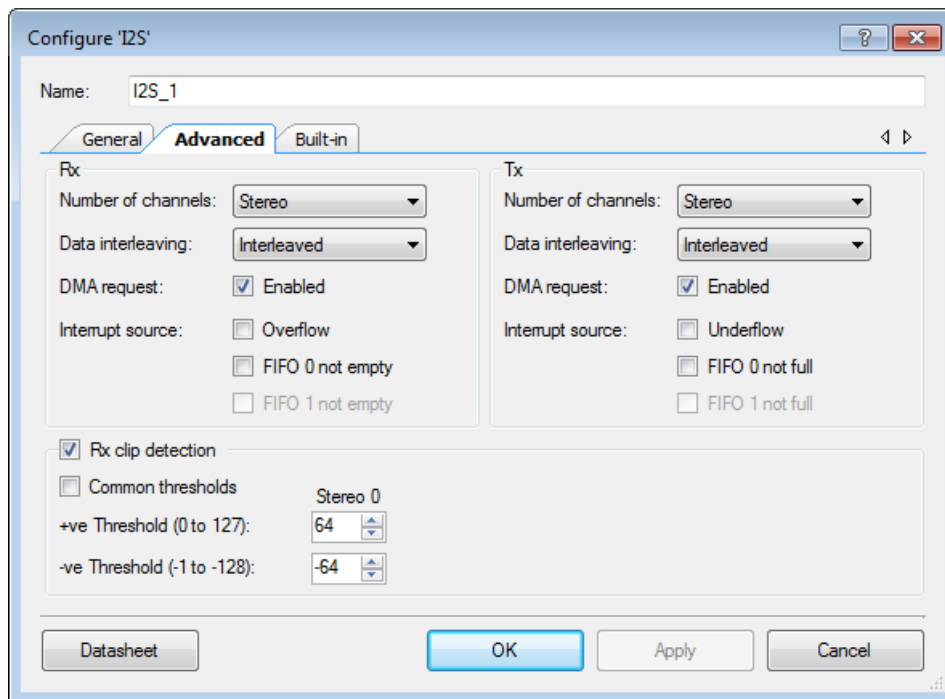 Configure 'I2S'
Name: I2S_1
General Advanced Built-in
Rx
Number of channels: Stereo
Data interleaving: Interleaved
DMA request: Enabled
Interrupt source: Overflow
FIFO 0 not empty
FIFO 1 not empty
Tx
Number of channels: Stereo
Data interleaving: Interleaved
DMA request: Enabled
Interrupt source: Underflow
FIFO 0 not full
FIFO 1 not full
Rx clip detection
Common thresholds
Stereo 0
+ve Threshold (0 to 127): 64
-ve Threshold (-1 to -128): -64
Datasheet OK Apply Cancel